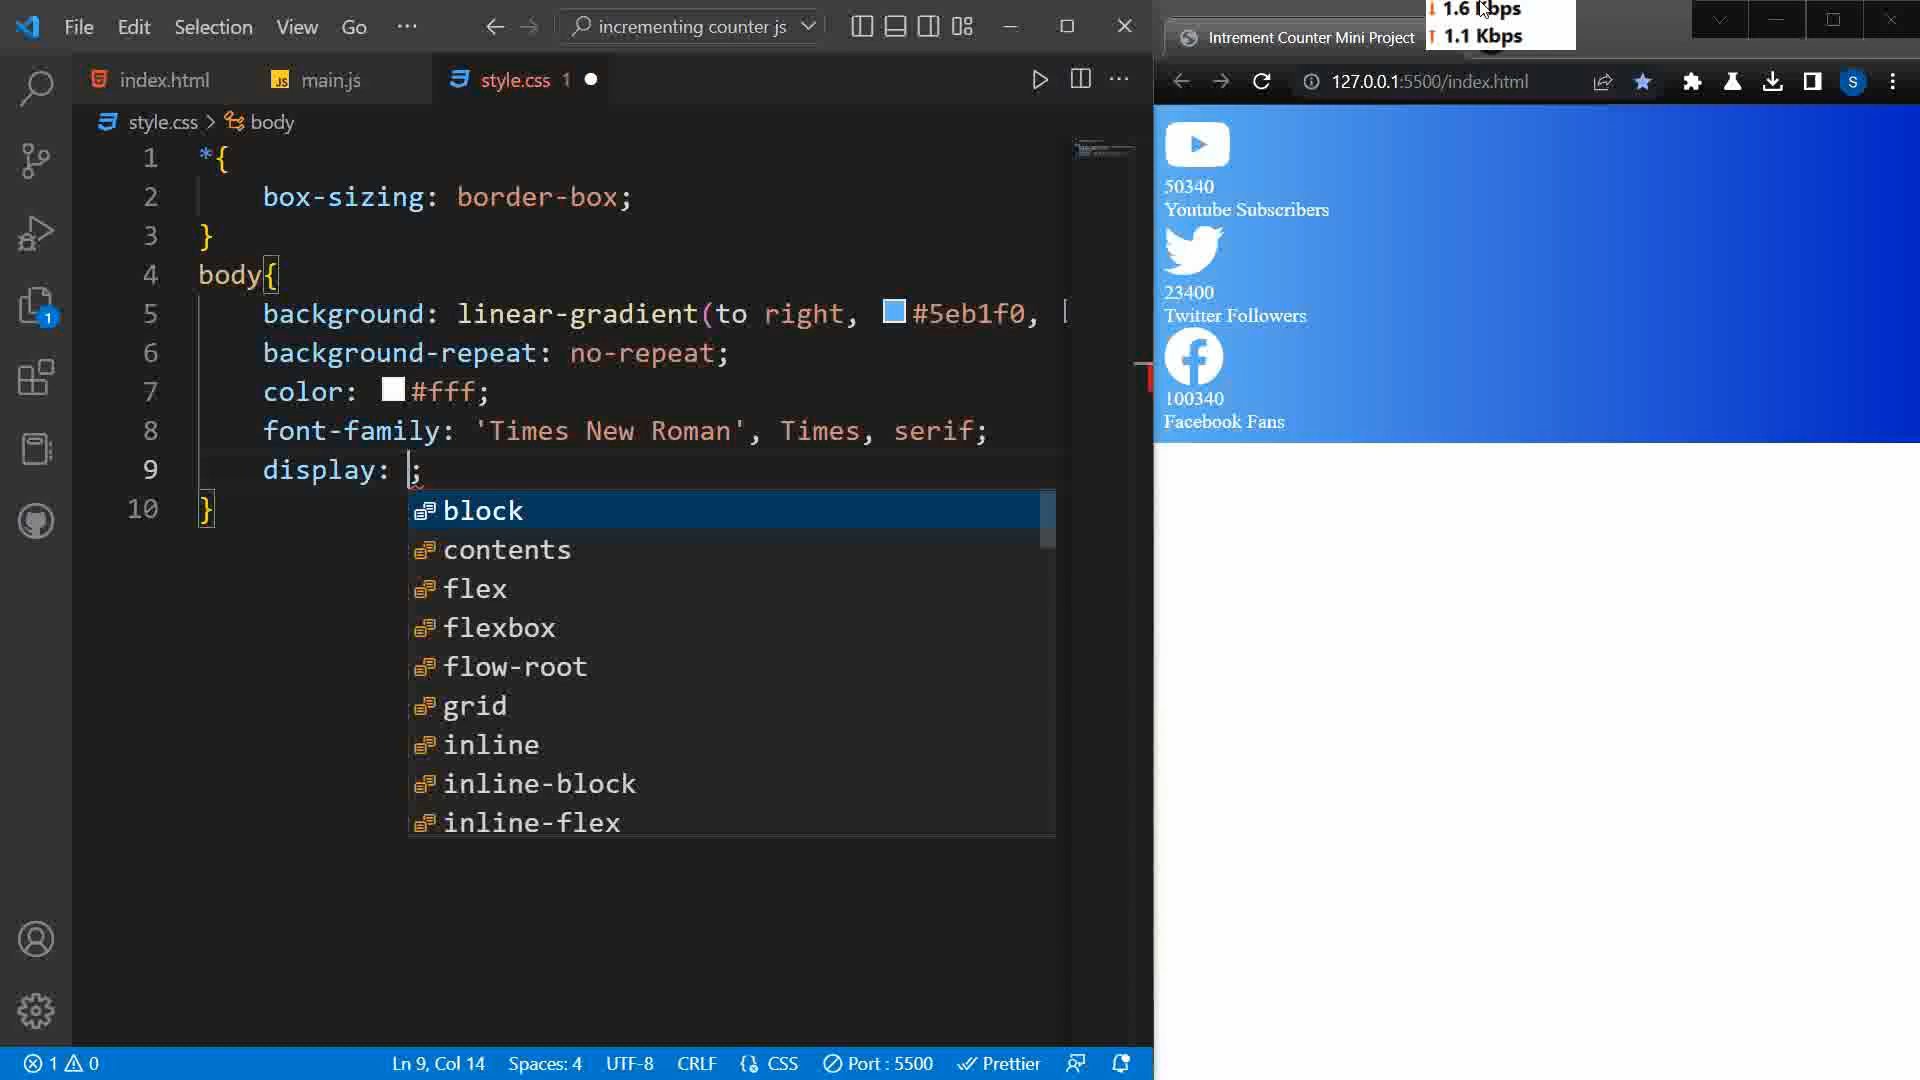 File Edit Selection View Go ··· incrementing counter js
index.html JS main.js style.css 1
style.css > body
1 *{
2 box-sizing: border-box;
3 }
4 body{
5 background: linear-gradient(to right, #5eb1f0,
6 background-repeat: no-repeat;
7 color: #fff;
8 font-family: 'Times New Roman', Times, serif;
9 display: ;
10 }
block
contents
flex
flexbox
flow-root
grid
inline
inline-block
inline-flex
1
1 0 Ln 9, Col 14 Spaces: 4 UTF-8 CRLF {} CSS Port : 5500 Prettier
1.6 Kbps
1.1 Kbps
Intrement Counter Mini Project
127.0.0.1:5500/index.html S
50340
Youtube Subscribers
23400
Twitter Followers
100340
Facebook Fans